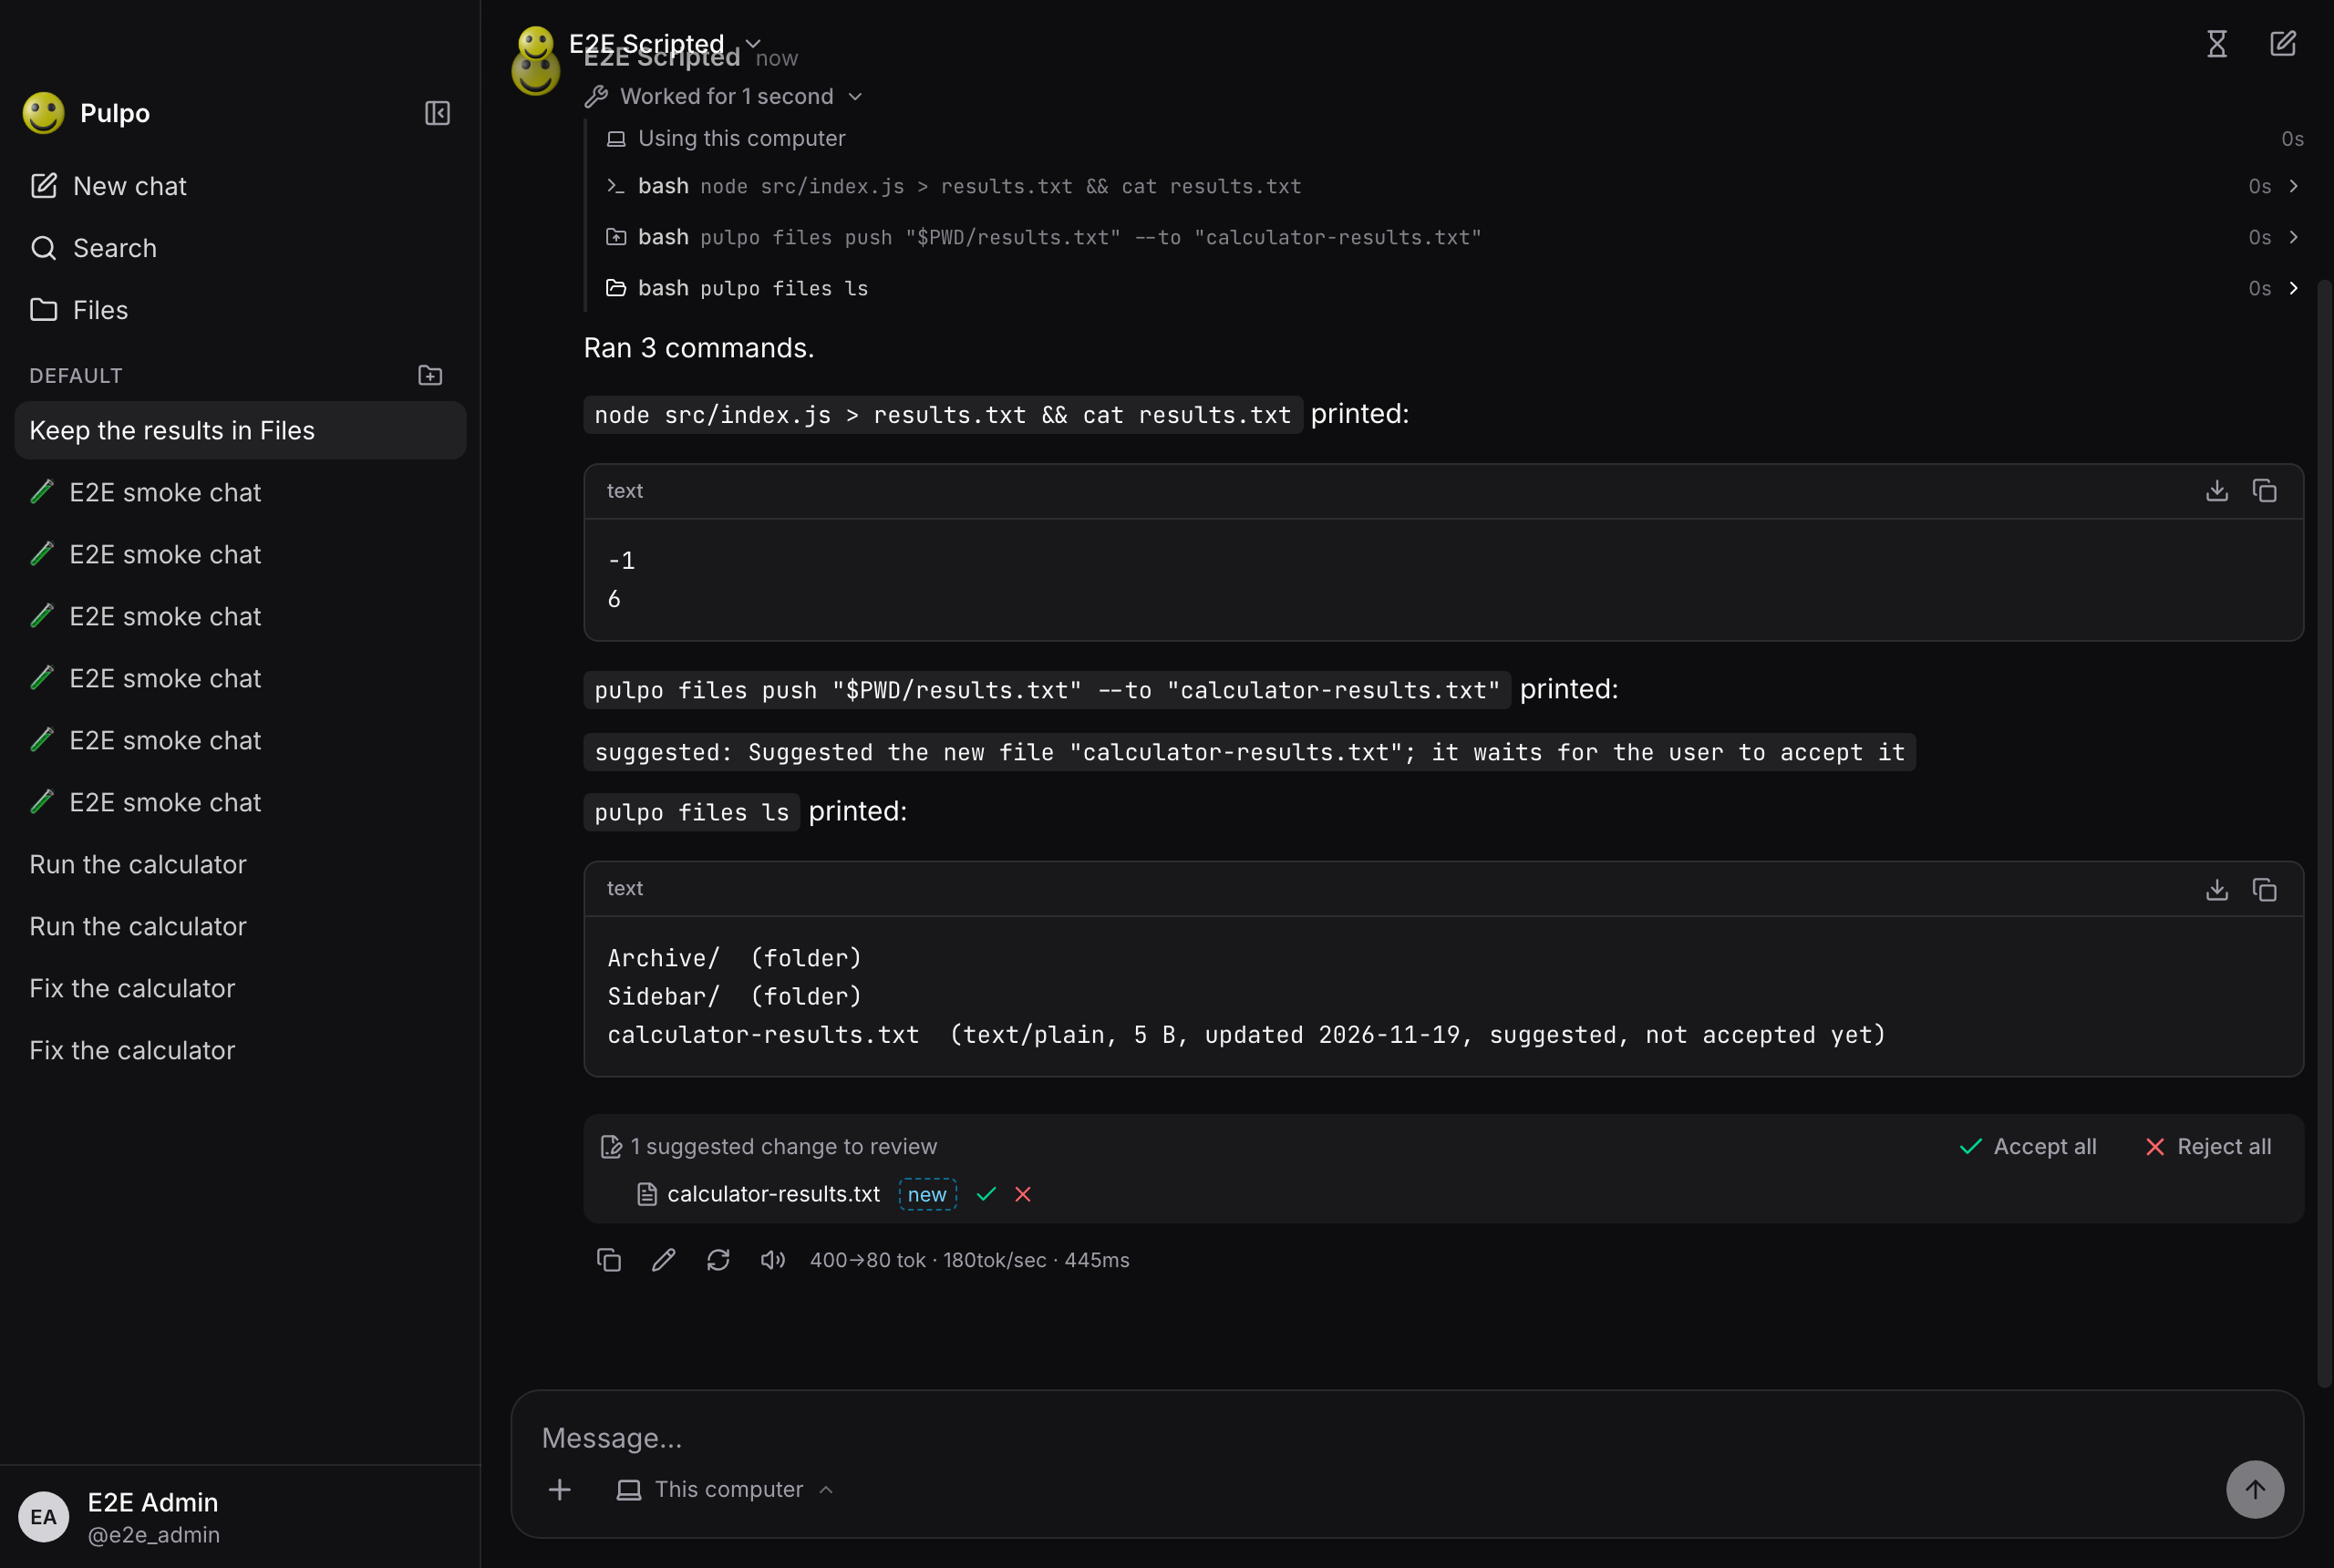 Pulpo
New chat
Search
Files
DEFAULT
Keep the results in Files
E2E smoke chat
E2E smoke chat
E2E smoke chat
E2E smoke chat
E2E smoke chat
E2E smoke chat
Run the calculator
Run the calculator
Fix the calculator
Fix the calculator
EA
E2E Admin
@e2e_admin
E2E Scripted
E2E Scripted now
Worked for 1 second
Using this computer 0s
bash node src/index.js > results.txt && cat results.txt 0s
bash pulpo files push "$PWD/results.txt" --to "calculator-results.txt" 0s
bash pulpo files ls 0s
Ran 3 commands.
node src/index.js > results.txt && cat results.txt printed:
text
-1
6
pulpo files push "$PWD/results.txt" --to "calculator-results.txt" printed:
suggested: Suggested the new file "calculator-results.txt"; it waits for the user to accept it
pulpo files ls printed:
text
Archive/  (folder)
Sidebar/  (folder)
calculator-results.txt  (text/plain, 5 B, updated 2026-11-19, suggested, not accepted yet)
1 suggested change to review Accept all Reject all
calculator-results.txt new
400→80 tok · 180tok/sec · 445ms
Message...
This computer